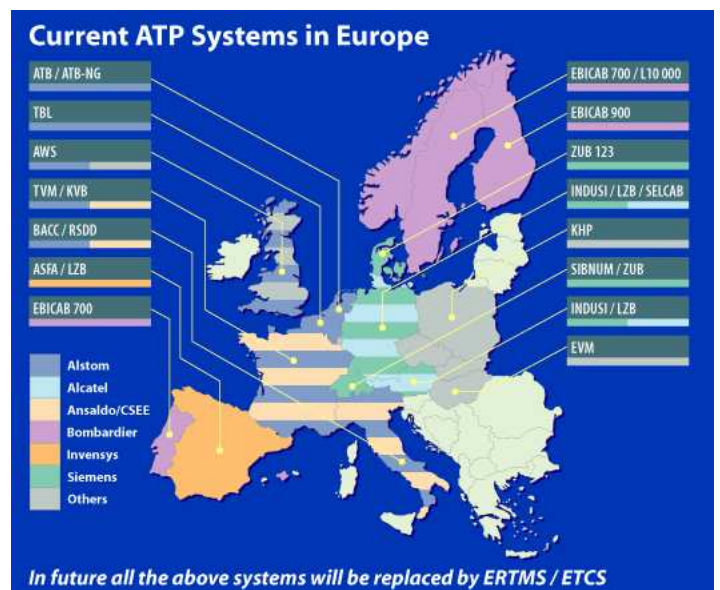 Current ATP Systems in Europe
ATB / ATB-NG
TBL
AWS
TVM / KVB
BACC / RSDD
ASFA / LZB
EBICAB 700
EBICAB 700 / L10 000
EBICAB 900
ZUB 123
INDUSI / LZB / SELCAB
KHP
SIBNUM / ZUB
INDUSI / LZB
EVM
Alstom
Alcatel
Ansaldo/CSEE
Bombardier
Invensys
Siemens
Others
In future all the above systems will be replaced by ERTMS / ETCS